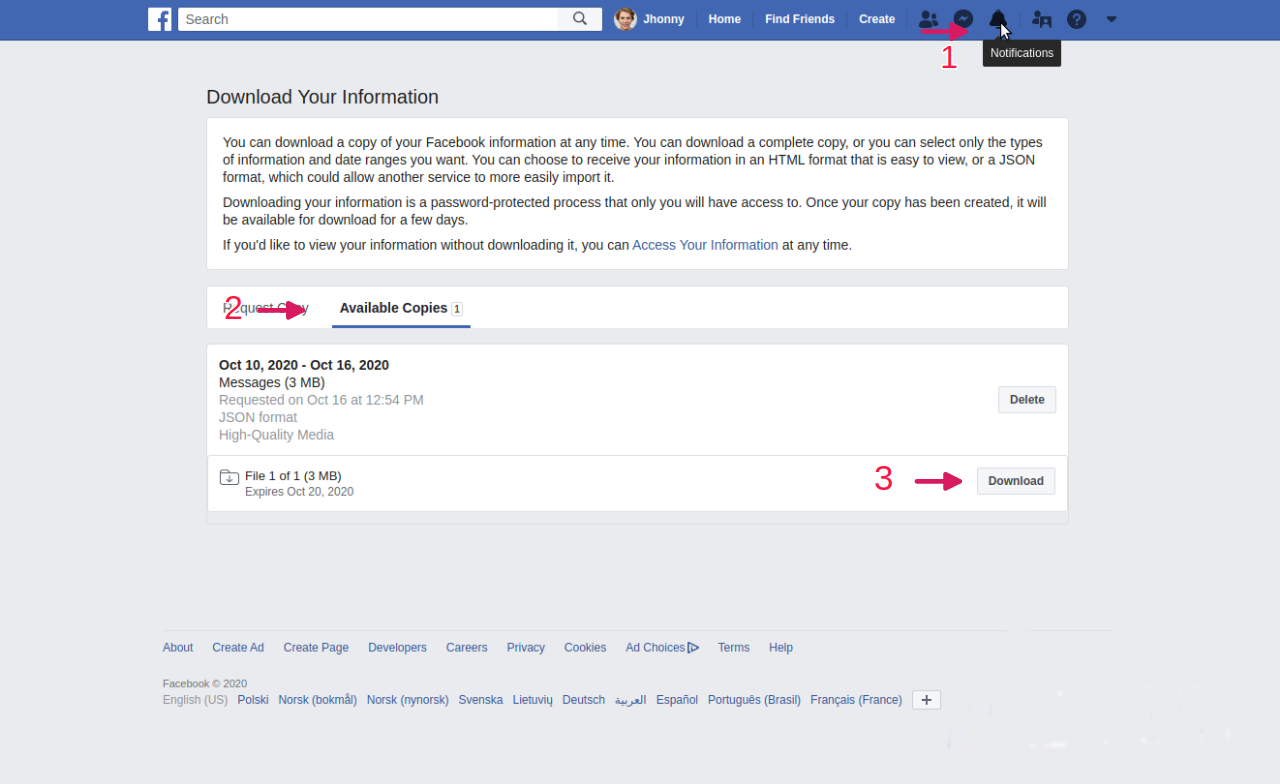 Search
Jhonny
Home
Find Friends
Create
1
Notifications
Download Your Information
You can download a copy of your Facebook information at any time. You can download a complete copy, or you can select only the types
of information and date ranges you want. You can choose to receive your information in an HTML format that is easy to view, or a JSON
format, which could allow another service to more easily import it.
Downloading your information is a password-protected process that only you will have access to. Once your copy has been created, it will
be available for download for a few days.
If you'd like to view your information without downloading it, you can Access Your Information at any time.
2
Request Copy
Available Copies 1
Oct 10, 2020 - Oct 16, 2020
Messages (3 MB)
Requested on Oct 16 at 12:54 PM
JSON format
High-Quality Media
Delete
File 1 of 1 (3 MB)
Expires Oct 20, 2020
3
Download
About Create Ad Create Page Developers Careers Privacy Cookies Ad Choices Terms Help
Facebook © 2020
English (US) Polski Norsk (bokmål) Norsk (nynorsk) Svenska Lietuvių Deutsch العربية Español Português (Brasil) Français (France) +